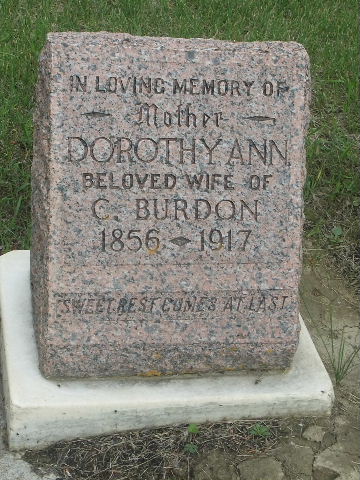 IN LOVING MEMORY OF
Mother
DOROTHY ANN
BELOVED WIFE OF
C. BURDON
1856 - 1917
SWEET REST COMES AT LAST